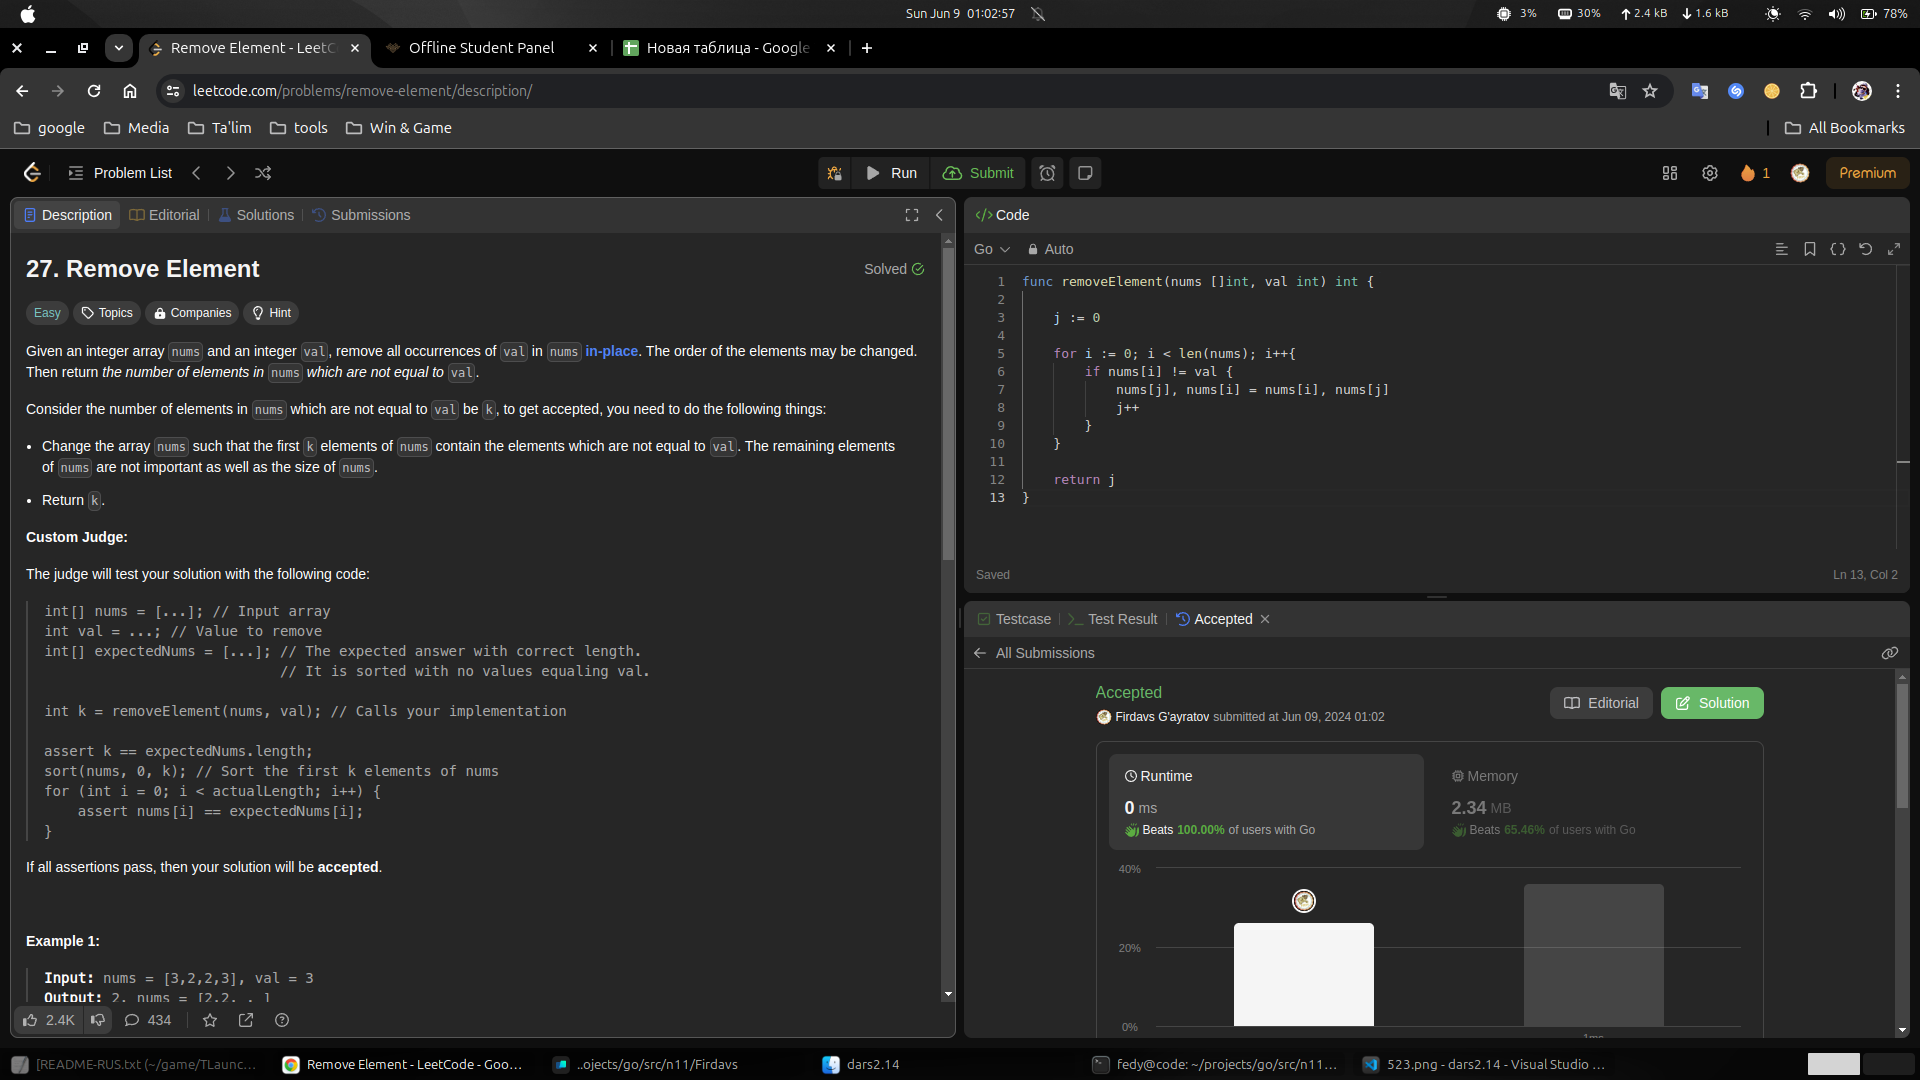 Sun Jun 9 01:02:57
3% 30% 2.4 kB 1.6 kB 78%
Remove Element - LeetC
Offline Student Panel
Новая таблица - Google
leetcode.com/problems/remove-element/description/
google Media Ta'lim tools Win & Game All Bookmarks
Problem List Run Submit 1 Premium
Description Editorial Solutions Submissions
27. Remove Element
Solved
Easy Topics Companies Hint
Given an integer array nums and an integer val, remove all occurrences of val in nums in-place. The order of the elements may be changed.
Then return the number of elements in nums which are not equal to val.
Consider the number of elements in nums which are not equal to val be k, to get accepted, you need to do the following things:
• Change the array nums such that the first k elements of nums contain the elements which are not equal to val. The remaining elements
of nums are not important as well as the size of nums.
• Return k.
Custom Judge:
The judge will test your solution with the following code:
int[] nums = [...]; // Input array
int val = ...; // Value to remove
int[] expectedNums = [...]; // The expected answer with correct length.
// It is sorted with no values equaling val.
int k = removeElement(nums, val); // Calls your implementation
assert k == expectedNums.length;
sort(nums, 0, k); // Sort the first k elements of nums
for (int i = 0; i < actualLength; i++) {
assert nums[i] == expectedNums[i];
}
If all assertions pass, then your solution will be accepted.
Example 1:
Input: nums = [3,2,2,3], val = 3
Output: 2, nums = [2,2,_,_]
2.4K 434
Code
Go Auto
1 func removeElement(nums []int, val int) int {
2
3 j := 0
4
5 for i := 0; i < len(nums); i++{
6 if nums[i] != val {
7 nums[j], nums[i] = nums[i], nums[j]
8 j++
9 }
10 }
11
12 return j
13 }
Saved
Ln 13, Col 2
Testcase Test Result Accepted
All Submissions
Accepted
Firdavs G'ayratov submitted at Jun 09, 2024 01:02
Editorial Solution
Runtime
0 ms
Beats 100.00% of users with Go
Memory
2.34 MB
Beats 65.46% of users with Go
40%
20%
0%
1ms
[README-RUS.txt (~/game/TLaunc...
Remove Element - LeetCode - Goo...
..ojects/go/src/n11/Firdavs
dars2.14
fedy@code: ~/projects/go/src/n11...
523.png - dars2.14 - Visual Studio ...